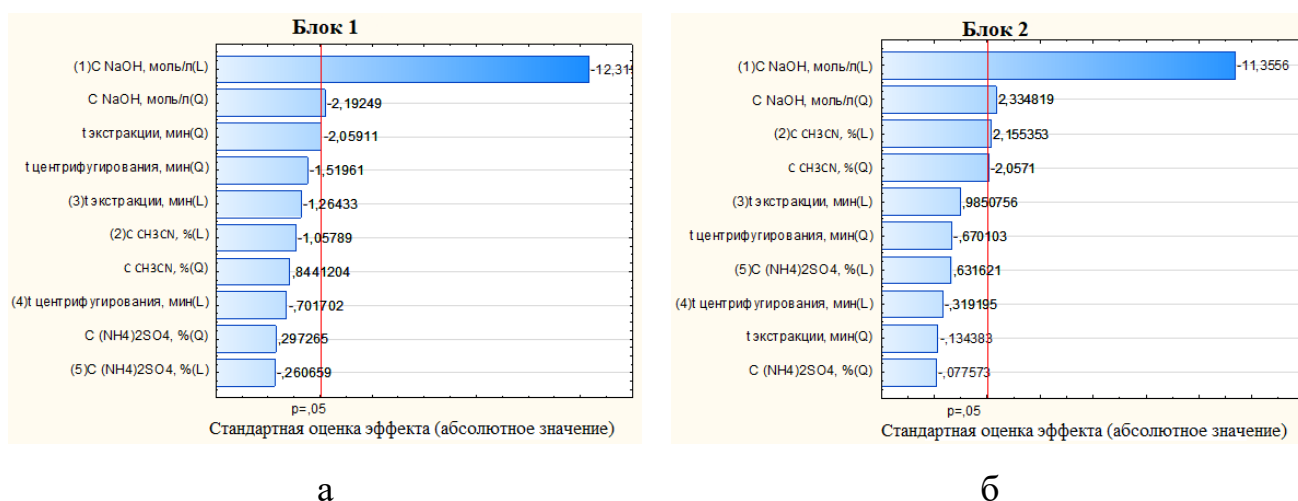 Блок 1
(1)C NaOH, моль/л(L)
-12,31
C NaOH, моль/л(Q)
-2,19249
t экстракции, мин(Q)
-2,05911
t центрифугирования, мин(Q)
-1,51961
(3)t экстракции, мин(L)
-1,26433
(2)C CH3CN, %(L)
-1,05789
C CH3CN, %(Q)
,8441204
(4)t центрифугирования, мин(L)
-,701702
C (NH4)2SO4, %(Q)
,297265
(5)C (NH4)2SO4, %(L)
-,260659
p=,05
Стандартная оценка эффекта (абсолютное значение)
а
Блок 2
(1)C NaOH, моль/л(L)
-11,3556
C NaOH, моль/л(Q)
2,334819
(2)C CH3CN, %(L)
2,155353
C CH3CN, %(Q)
-2,0571
(3)t экстракции, мин(L)
,9850756
t центрифугирования, мин(Q)
-,670103
(5)C (NH4)2SO4, %(L)
,631621
(4)t центрифугирования, мин(L)
-,319195
t экстракции, мин(Q)
-,134383
C (NH4)2SO4, %(Q)
-,077573
p=,05
Стандартная оценка эффекта (абсолютное значение)
б